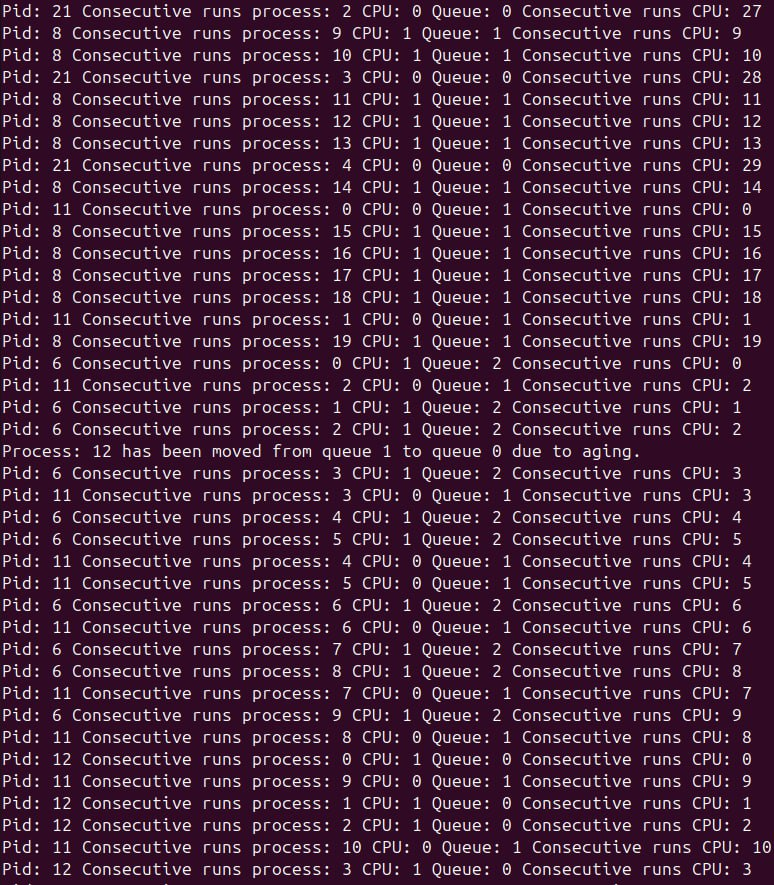 Pid: 21 Consecutive runs process: 2 CPU: 0 Queue: 0 Consecutive runs CPU: 27
Pid: 8 Consecutive runs process: 9 CPU: 1 Queue: 1 Consecutive runs CPU: 9
Pid: 8 Consecutive runs process: 10 CPU: 1 Queue: 1 Consecutive runs CPU: 10
Pid: 21 Consecutive runs process: 3 CPU: 0 Queue: 0 Consecutive runs CPU: 28
Pid: 8 Consecutive runs process: 11 CPU: 1 Queue: 1 Consecutive runs CPU: 11
Pid: 8 Consecutive runs process: 12 CPU: 1 Queue: 1 Consecutive runs CPU: 12
Pid: 8 Consecutive runs process: 13 CPU: 1 Queue: 1 Consecutive runs CPU: 13
Pid: 21 Consecutive runs process: 4 CPU: 0 Queue: 0 Consecutive runs CPU: 29
Pid: 8 Consecutive runs process: 14 CPU: 1 Queue: 1 Consecutive runs CPU: 14
Pid: 11 Consecutive runs process: 0 CPU: 0 Queue: 1 Consecutive runs CPU: 0
Pid: 8 Consecutive runs process: 15 CPU: 1 Queue: 1 Consecutive runs CPU: 15
Pid: 8 Consecutive runs process: 16 CPU: 1 Queue: 1 Consecutive runs CPU: 16
Pid: 8 Consecutive runs process: 17 CPU: 1 Queue: 1 Consecutive runs CPU: 17
Pid: 8 Consecutive runs process: 18 CPU: 1 Queue: 1 Consecutive runs CPU: 18
Pid: 11 Consecutive runs process: 1 CPU: 0 Queue: 1 Consecutive runs CPU: 1
Pid: 8 Consecutive runs process: 19 CPU: 1 Queue: 1 Consecutive runs CPU: 19
Pid: 6 Consecutive runs process: 0 CPU: 1 Queue: 2 Consecutive runs CPU: 0
Pid: 11 Consecutive runs process: 2 CPU: 0 Queue: 1 Consecutive runs CPU: 2
Pid: 6 Consecutive runs process: 1 CPU: 1 Queue: 2 Consecutive runs CPU: 1
Pid: 6 Consecutive runs process: 2 CPU: 1 Queue: 2 Consecutive runs CPU: 2
Process: 12 has been moved from queue 1 to queue 0 due to aging.
Pid: 6 Consecutive runs process: 3 CPU: 1 Queue: 2 Consecutive runs CPU: 3
Pid: 11 Consecutive runs process: 3 CPU: 0 Queue: 1 Consecutive runs CPU: 3
Pid: 6 Consecutive runs process: 4 CPU: 1 Queue: 2 Consecutive runs CPU: 4
Pid: 6 Consecutive runs process: 5 CPU: 1 Queue: 2 Consecutive runs CPU: 5
Pid: 11 Consecutive runs process: 4 CPU: 0 Queue: 1 Consecutive runs CPU: 4
Pid: 11 Consecutive runs process: 5 CPU: 0 Queue: 1 Consecutive runs CPU: 5
Pid: 6 Consecutive runs process: 6 CPU: 1 Queue: 2 Consecutive runs CPU: 6
Pid: 11 Consecutive runs process: 6 CPU: 0 Queue: 1 Consecutive runs CPU: 6
Pid: 6 Consecutive runs process: 7 CPU: 1 Queue: 2 Consecutive runs CPU: 7
Pid: 6 Consecutive runs process: 8 CPU: 1 Queue: 2 Consecutive runs CPU: 8
Pid: 11 Consecutive runs process: 7 CPU: 0 Queue: 1 Consecutive runs CPU: 7
Pid: 6 Consecutive runs process: 9 CPU: 1 Queue: 2 Consecutive runs CPU: 9
Pid: 11 Consecutive runs process: 8 CPU: 0 Queue: 1 Consecutive runs CPU: 8
Pid: 12 Consecutive runs process: 0 CPU: 1 Queue: 0 Consecutive runs CPU: 0
Pid: 11 Consecutive runs process: 9 CPU: 0 Queue: 1 Consecutive runs CPU: 9
Pid: 12 Consecutive runs process: 1 CPU: 1 Queue: 0 Consecutive runs CPU: 1
Pid: 12 Consecutive runs process: 2 CPU: 1 Queue: 0 Consecutive runs CPU: 2
Pid: 11 Consecutive runs process: 10 CPU: 0 Queue: 1 Consecutive runs CPU: 10
Pid: 12 Consecutive runs process: 3 CPU: 1 Queue: 0 Consecutive runs CPU: 3